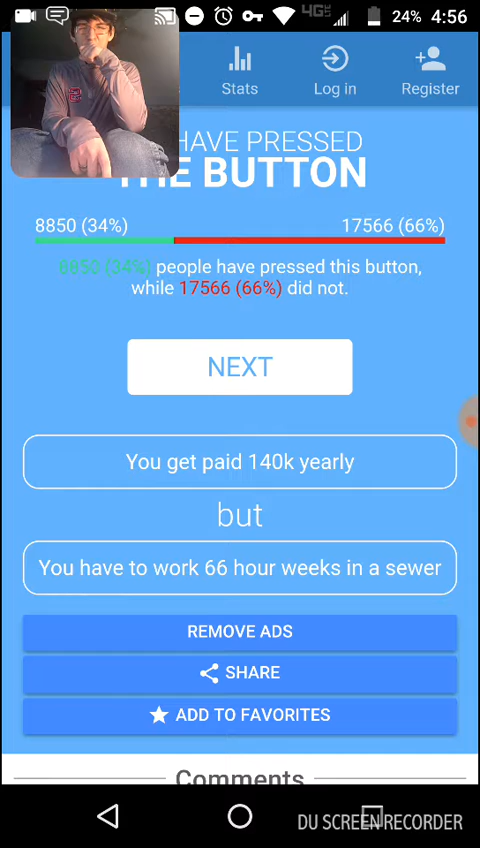 4G
24% 4:56
Stats
Log in
Register
HAVE PRESSED
THE BUTTON
8850 (34%)
17566 (66%)
8850 (34%) people have pressed this button,
while 17566 (66%) did not.
NEXT
You get paid 140k yearly
but
You have to work 66 hour weeks in a sewer
REMOVE ADS
SHARE
ADD TO FAVORITES
Comments
DU SCREEN RECORDER